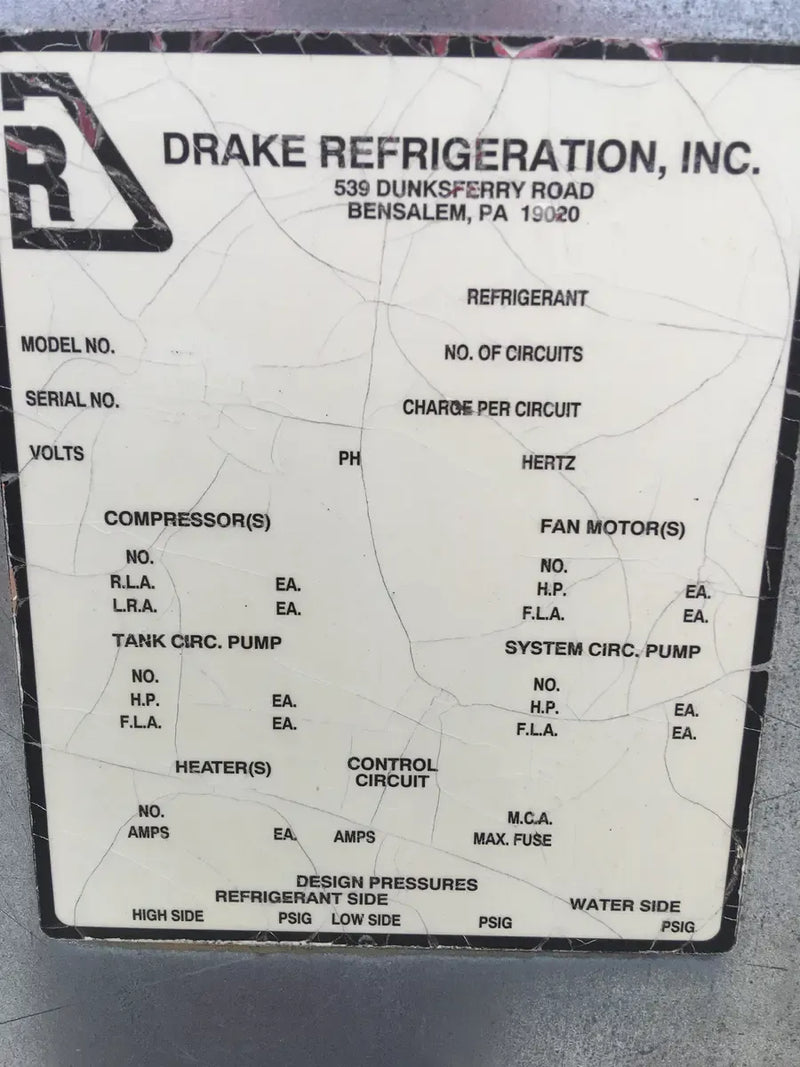 R
DRAKE REFRIGERATION, INC.
539 DUNKSFERRY ROAD
BENSALEM, PA 19020
REFRIGERANT
MODEL NO.
NO. OF CIRCUITS
SERIAL NO.
CHARGE PER CIRCUIT
VOLTS PH HERTZ
COMPRESSOR(S) FAN MOTOR(S)
NO. NO.
R.L.A. EA. H.P. EA.
L.R.A. EA. F.L.A. EA.
TANK CIRC. PUMP SYSTEM CIRC. PUMP
NO. NO.
H.P. EA. H.P. EA.
F.L.A. EA. F.L.A. EA.
HEATER(S) CONTROL
CIRCUIT
NO. M.C.A.
AMPS EA. AMPS MAX. FUSE
DESIGN PRESSURES
REFRIGERANT SIDE WATER SIDE
HIGH SIDE PSIG LOW SIDE PSIG PSIG